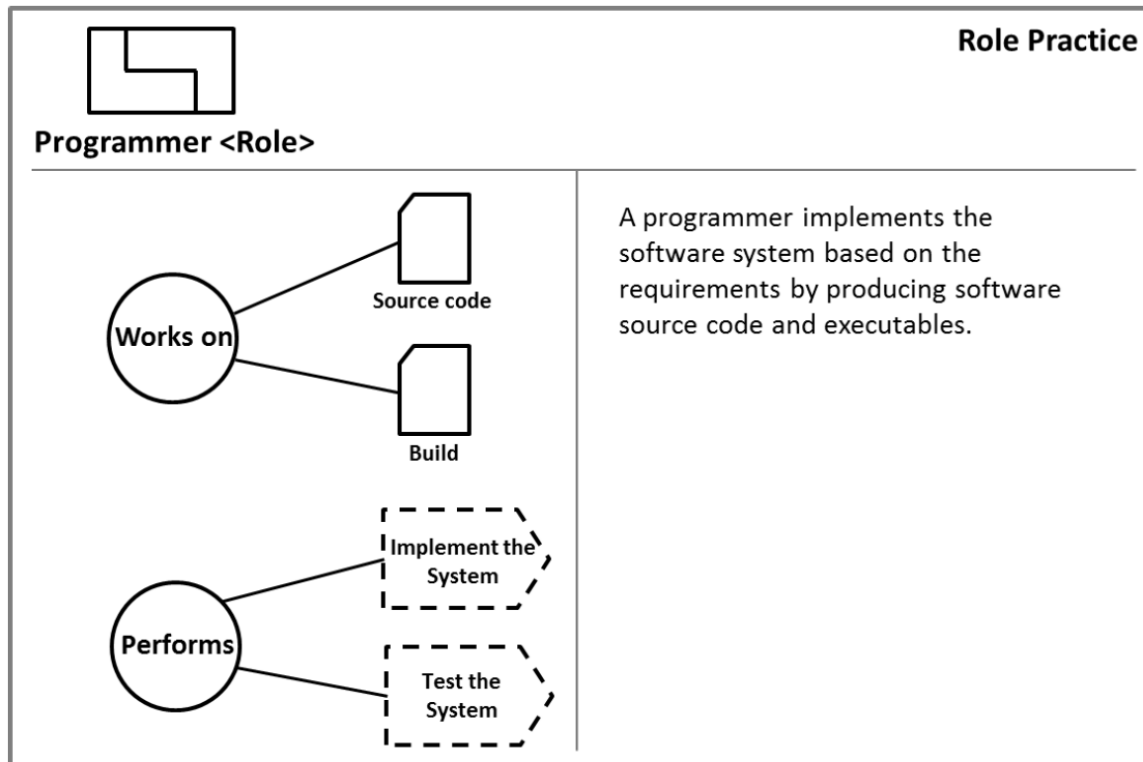 Role Practice
Programmer <Role>
Works on
Source code
Build
Performs
Implement the
System
Test the
System
A programmer implements the
software system based on the
requirements by producing software
source code and executables.